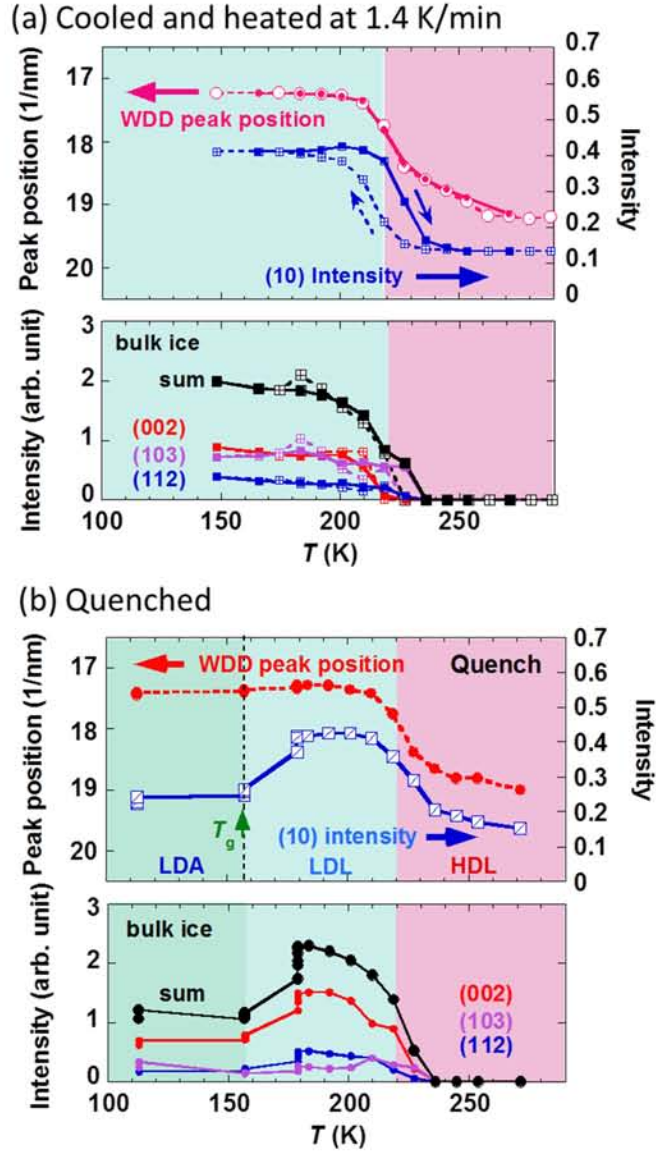 (a) Cooled and heated at 1.4 K/min
Peak position (1/nm)
17
18
19
20
WDD peak position
(10) Intensity
0.7
0.6
0.5
0.4
0.3
0.2
0.1
0
Intensity
Intensity (arb. unit)
3
2
1
0
bulk ice
sum
(002)
(103)
(112)
100 150 200 250
T (K)
(b) Quenched
Peak position (1/nm)
17
18
19
20
WDD peak position
Quench
Tg
(10) intensity
LDA LDL HDL
0.7
0.6
0.5
0.4
0.3
0.2
0.1
0
Intensity
Intensity (arb. unit)
3
2
1
0
bulk ice
sum
(002)
(103)
(112)
100 150 200 250
T (K)